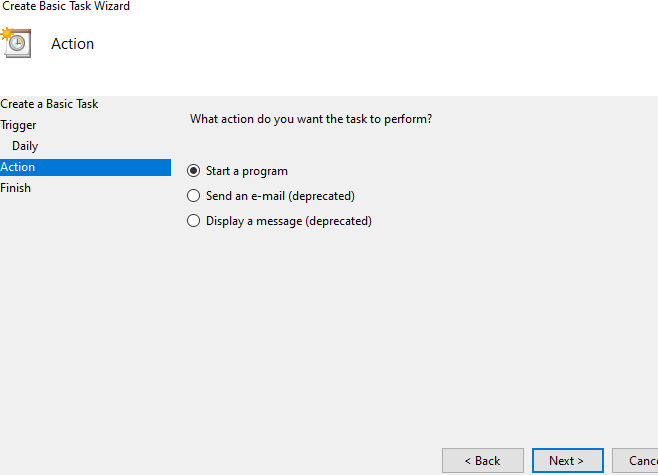 Create Basic Task Wizard
Action
Create a Basic Task
What action do you want the task to perform?
Trigger
Daily
Action
Start a program
Finish
Send an e-mail (deprecated)
Display a message (deprecated)
< Back
Next >
Canc